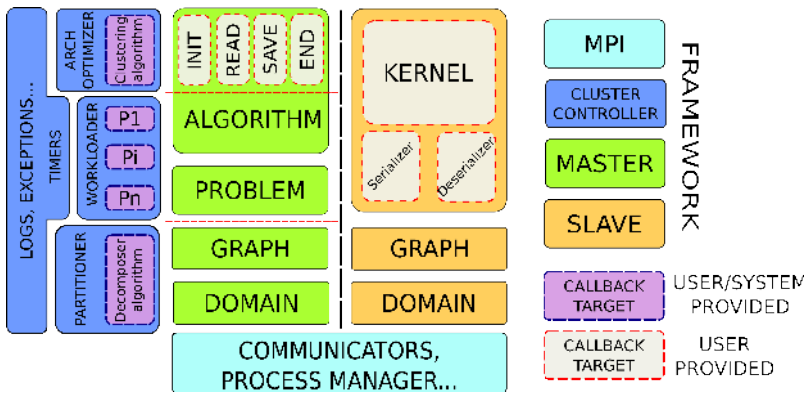 LOGS, EXCEPTIONS...
TIMERS
ARCH
OPTIMIZER
Clustering
algorithm
WORKLOADER
P1
Pi
Pn
PARTITIONER
Decomposer
algorithm
INIT
READ
SAVE
END
ALGORITHM
PROBLEM
GRAPH
DOMAIN
KERNEL
Serializer
Deserializer
GRAPH
DOMAIN
COMMUNICATORS,
PROCESS MANAGER...
MPI
CLUSTER
CONTROLLER
MASTER
SLAVE
FRAMEWORK
CALLBACK
TARGET
USER/SYSTEM
PROVIDED
CALLBACK
TARGET
USER
PROVIDED